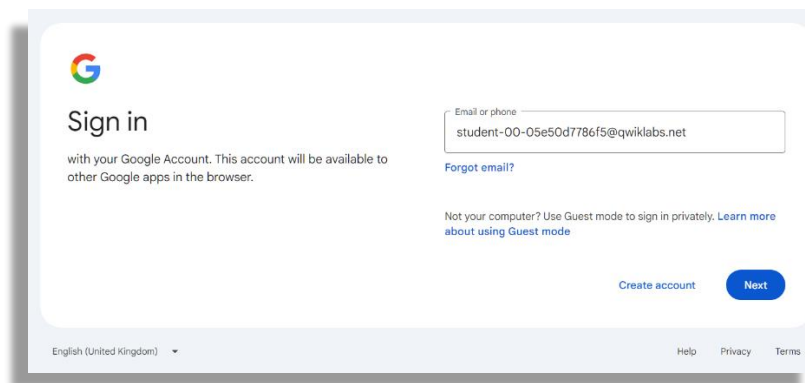 Sign in
with your Google Account. This account will be available to
other Google apps in the browser.
Email or phone
student-00-05e50d7786f5@qwiklabs.net
Forgot email?
Not your computer? Use Guest mode to sign in privately. Learn more
about using Guest mode
Create account
Next
English (United Kingdom)
Help Privacy Terms